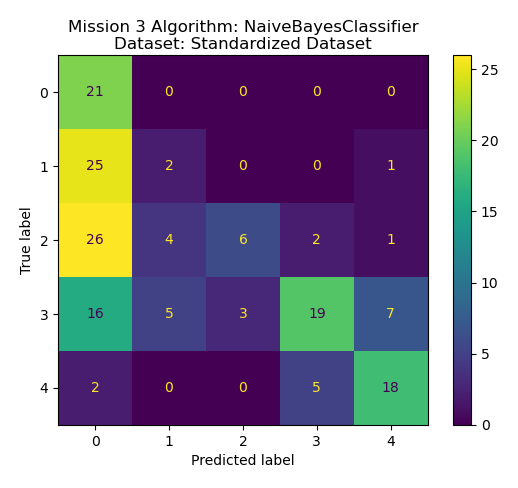 Mission 3 Algorithm: NaiveBayesClassifier
Dataset: Standardized Dataset
True label
0 21 0 0 0 0
1 25 2 0 0 1
2 26 4 6 2 1
3 16 5 3 19 7
4 2 0 0 5 18
0 1 2 3 4
Predicted label
25
20
15
10
5
0